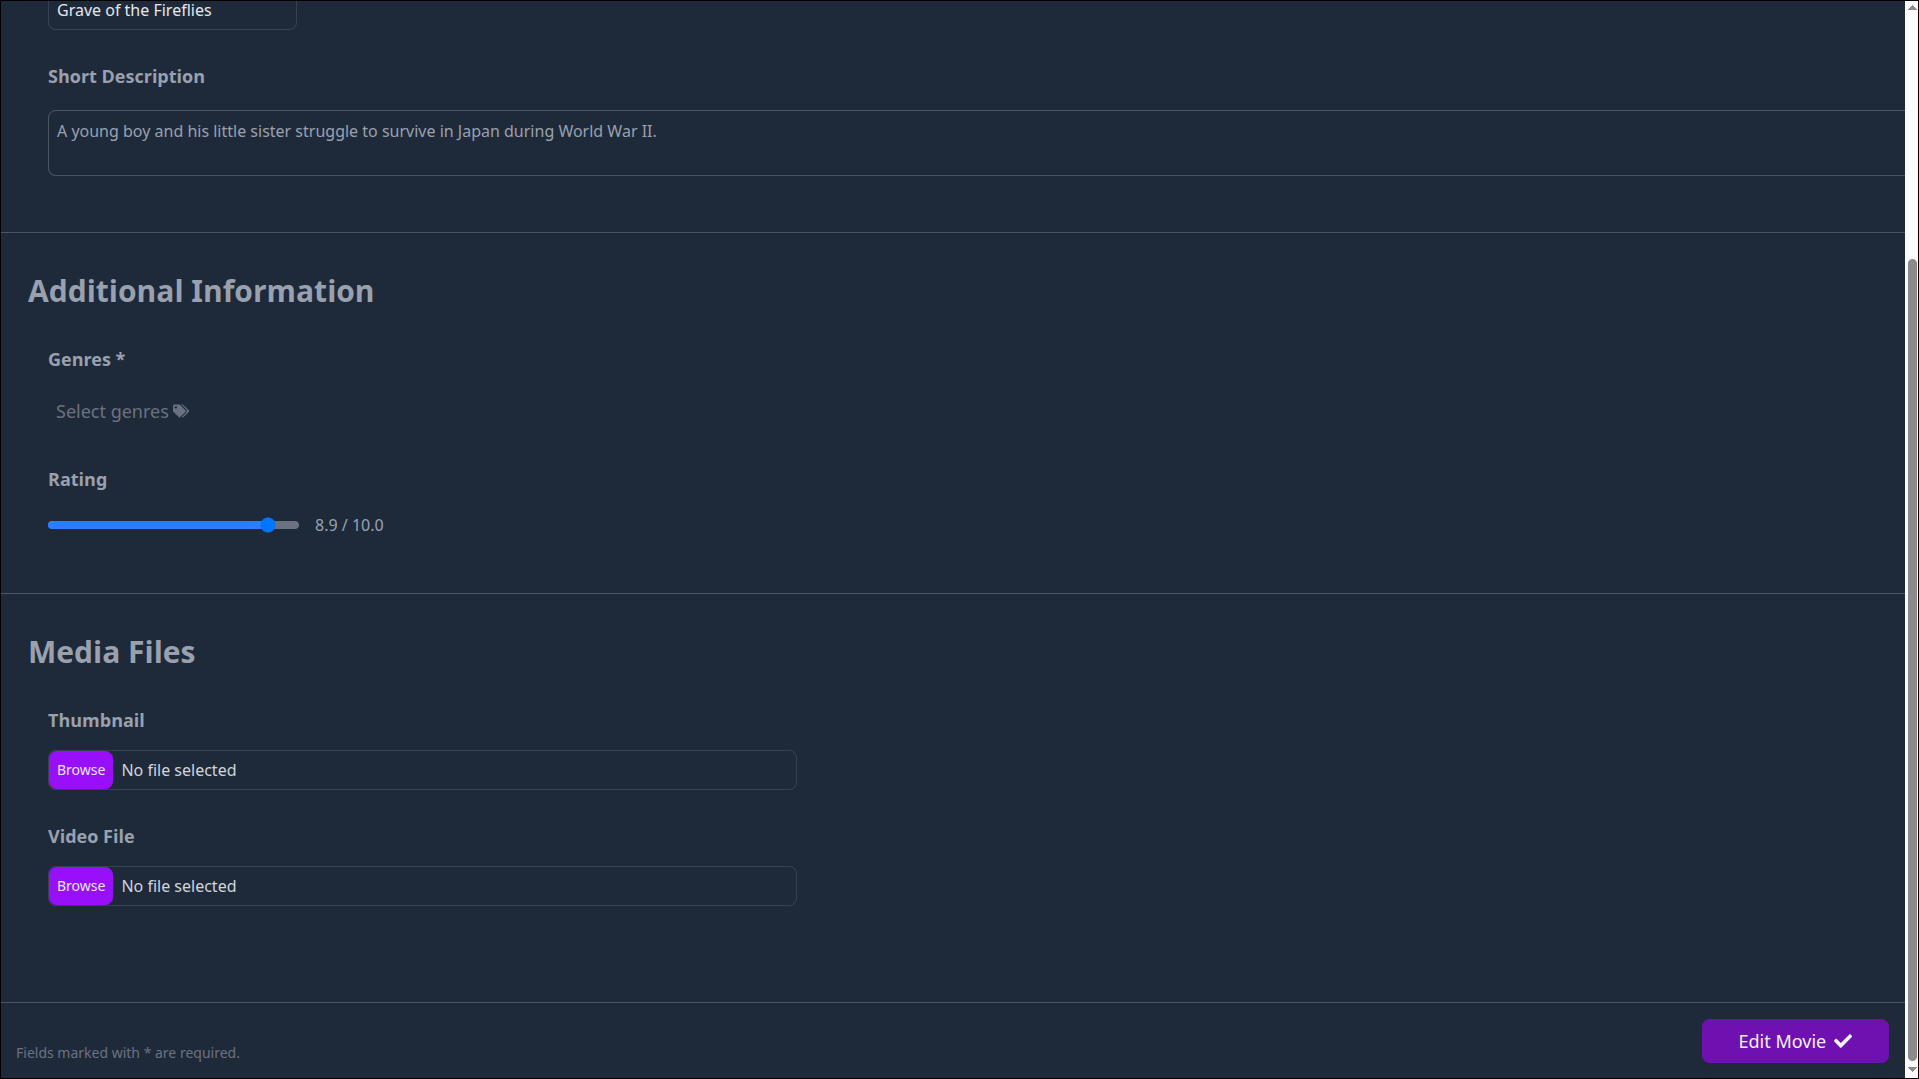 Grave of the Fireflies
Short Description
A young boy and his little sister struggle to survive in Japan during World War II.
Additional Information
Genres *
Select genres
Rating
8.9 / 10.0
Media Files
Thumbnail
Browse No file selected
Video File
Browse No file selected
Fields marked with * are required.
Edit Movie